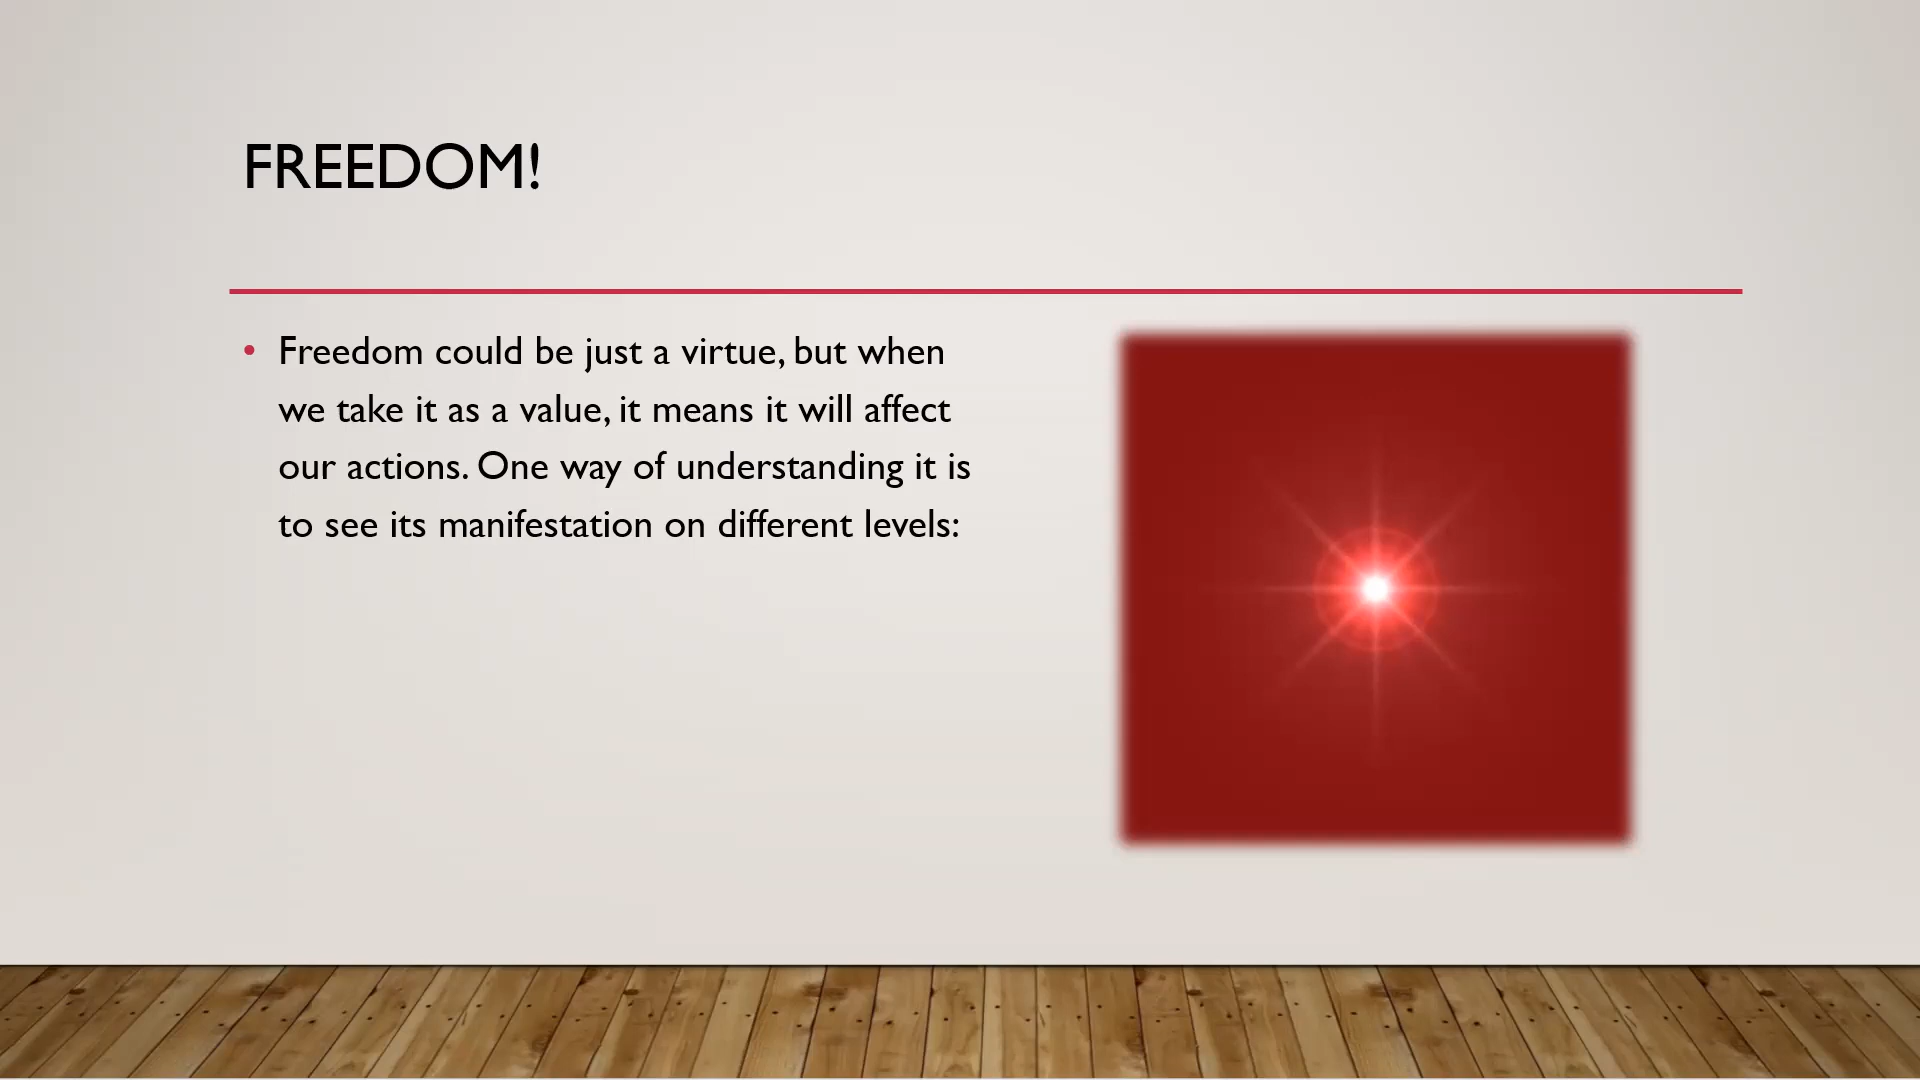 FREEDOM!
• Freedom could be just a virtue, but when
we take it as a value, it means it will affect
our actions. One way of understanding it is
to see its manifestation on different levels: